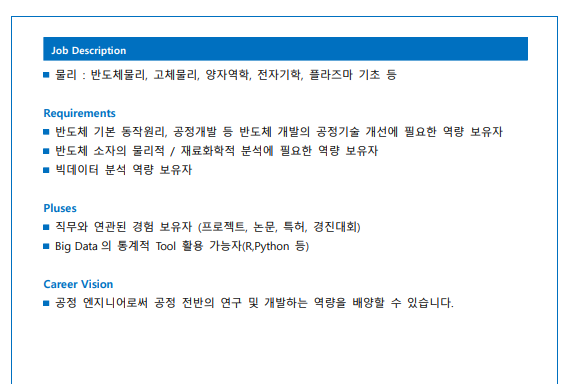 Job Description
■ 물리 : 반도체물리, 고체물리, 양자역학, 전자기학, 플라즈마 기초 등
Requirements
■ 반도체 기본 동작원리, 공정개발 등 반도체 개발의 공정기술 개선에 필요한 역량 보유자
■ 반도체 소자의 물리적 / 재료화학적 분석에 필요한 역량 보유자
■ 빅데이터 분석 역량 보유자
Pluses
■ 직무와 연관된 경험 보유자 (프로젝트, 논문, 특허, 경진대회)
■ Big Data 의 통계적 Tool 활용 가능자(R,Python 등)
Career Vision
■ 공정 엔지니어로써 공정 전반의 연구 및 개발하는 역량을 배양할 수 있습니다.